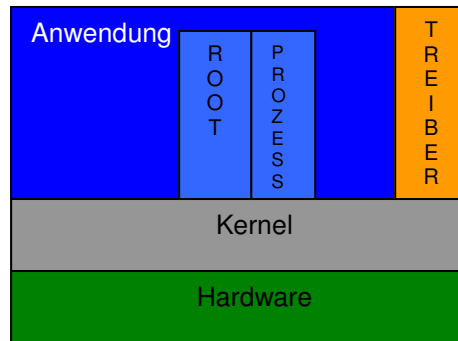 Anwendung
ROOT
PROZESS
TREIBER
Kernel
Hardware